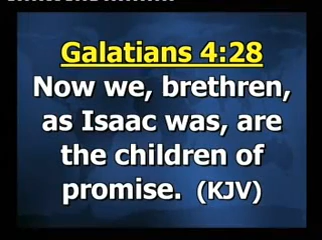 Galatians 4:28
Now we, brethren,
as Isaac was, are
the children of
promise. (KJV)